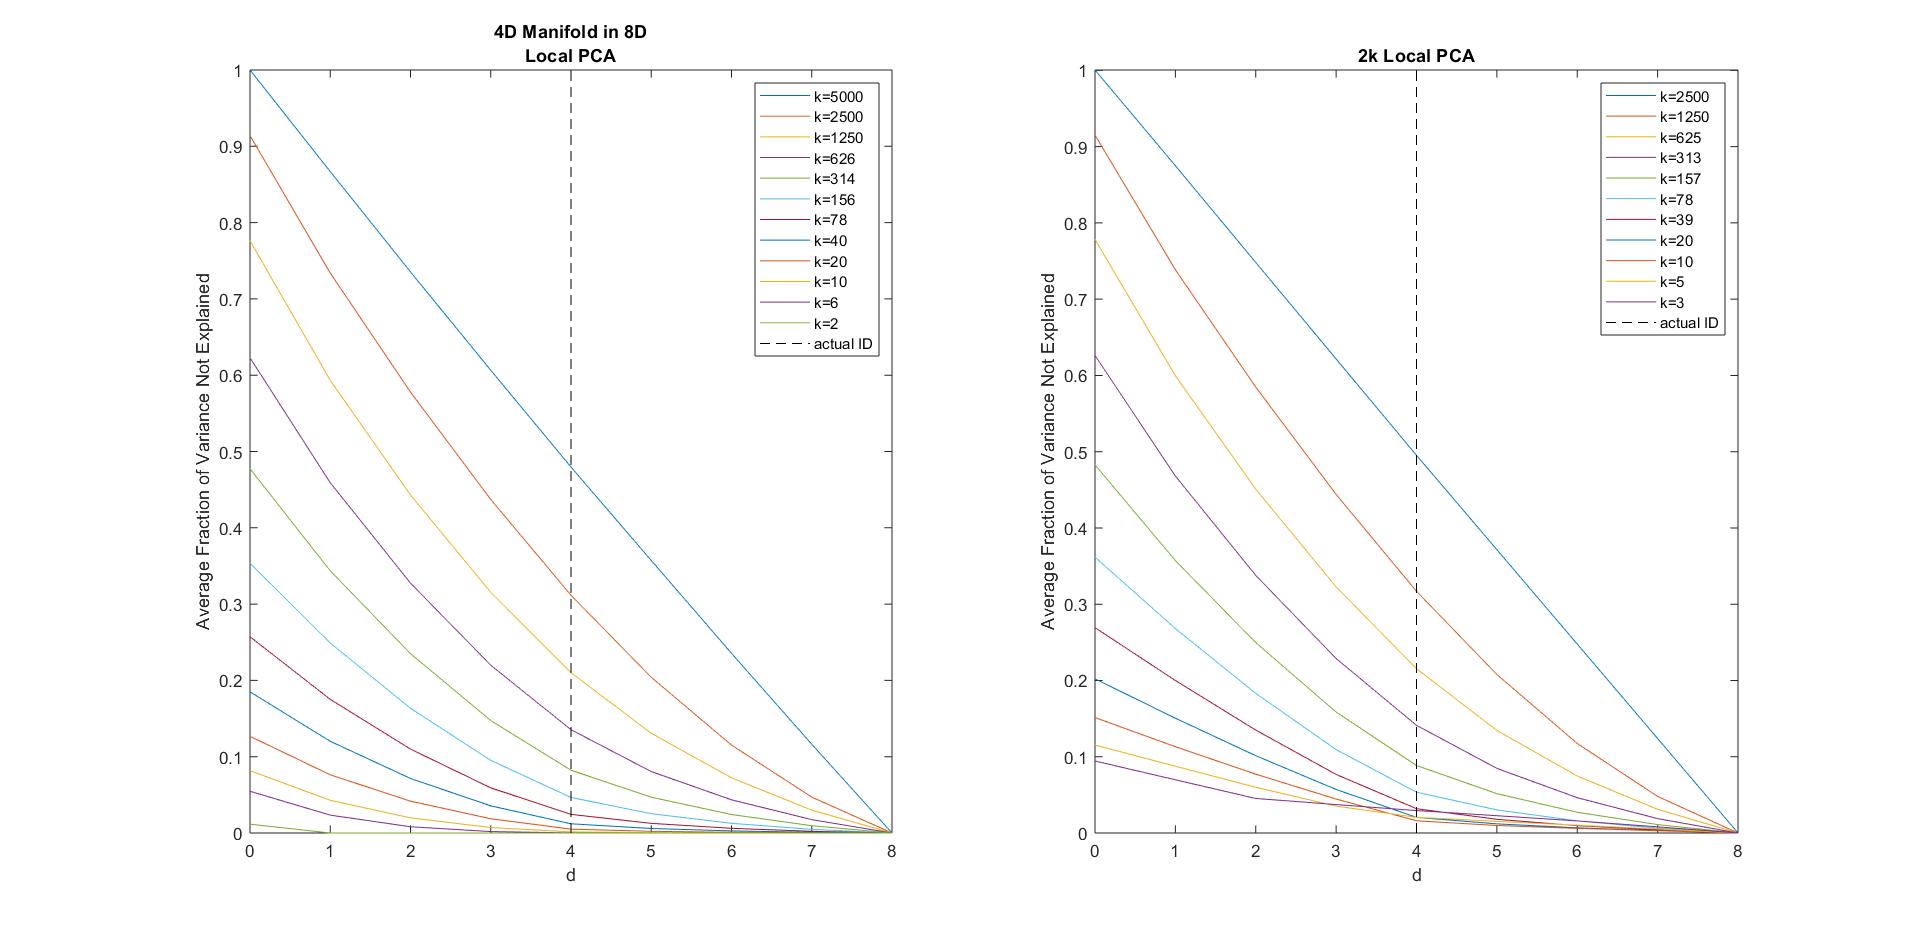 4D Manifold in 8D
Local PCA
1
0.9
0.8
0.7
0.6
0.5
0.4
0.3
0.2
0.1
0
Average Fraction of Variance Not Explained
0 1 2 3 4 5 6 7 8
d
k=5000
k=2500
k=1250
k=626
k=314
k=156
k=78
k=40
k=20
k=10
k=6
k=2
actual ID
2k Local PCA
1
0.9
0.8
0.7
0.6
0.5
0.4
0.3
0.2
0.1
0
Average Fraction of Variance Not Explained
0 1 2 3 4 5 6 7 8
d
k=2500
k=1250
k=625
k=313
k=157
k=78
k=39
k=20
k=10
k=5
k=3
actual ID